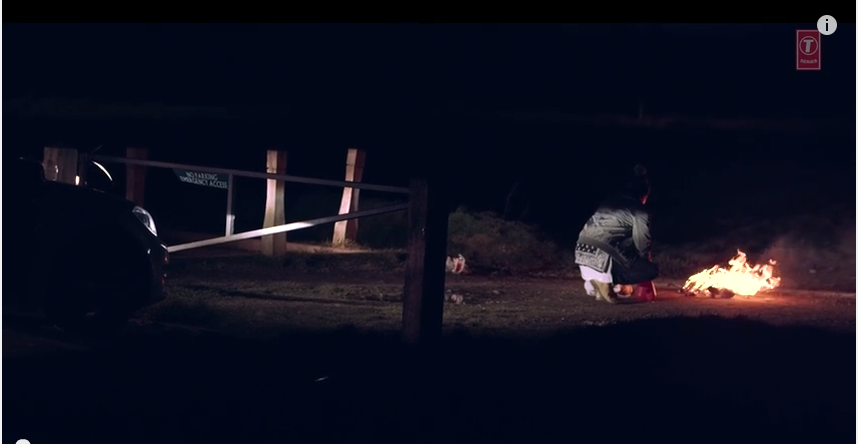 NO PARKING
EMERGENCY ACCESS
T